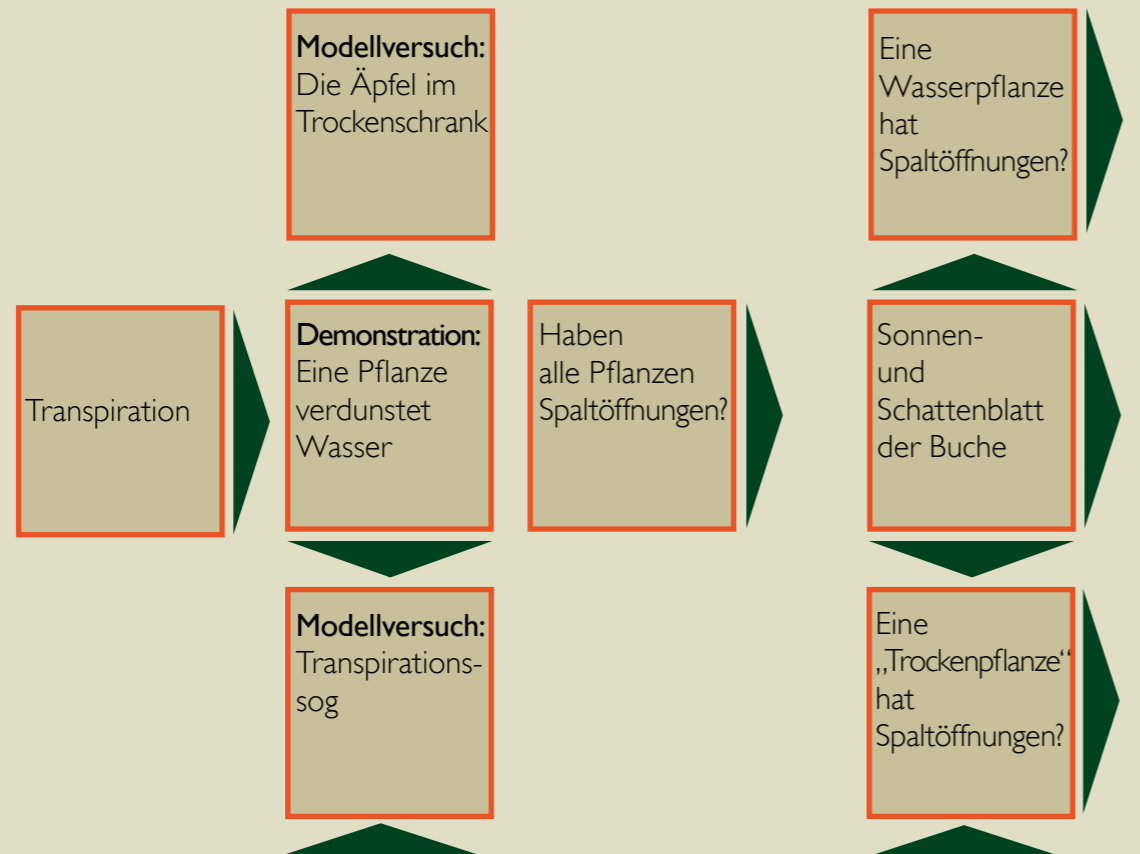 Modellversuch:
Die Äpfel im
Trockenschrank
Eine
Wasserpflanze
hat
Spaltöffnungen?
Transpiration
Demonstration:
Eine Pflanze
verdunstet
Wasser
Haben
alle Pflanzen
Spaltöffnungen?
Sonnen-
und
Schattenblatt
der Buche
Modellversuch:
Transpirations-
sog
Eine
„Trockenpflanze“
hat
Spaltöffnungen?